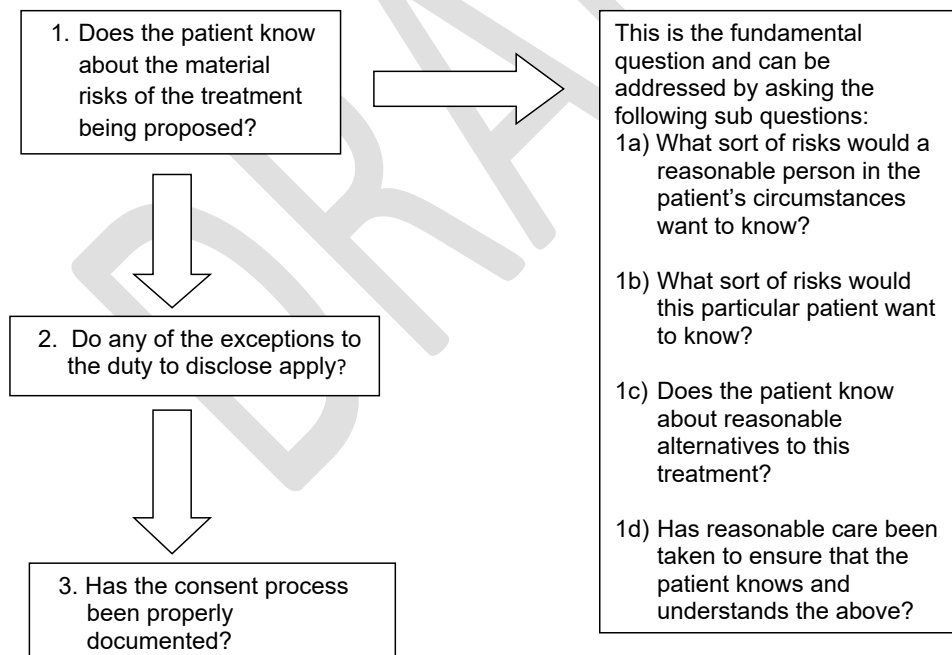 1. Does the patient know
about the material
risks of the treatment
being proposed?
This is the fundamental
question and can be
addressed by asking the
following sub questions:
1a) What sort of risks would a
reasonable person in the
patient's circumstances
want to know?
1b) What sort of risks would
this particular patient want
to know?
1c) Does the patient know
about reasonable
alternatives to this
treatment?
1d) Has reasonable care been
taken to ensure that the
patient knows and
understands the above?
2. Do any of the exceptions to
the duty to disclose apply?
3. Has the consent process
been properly
documented?
DRA